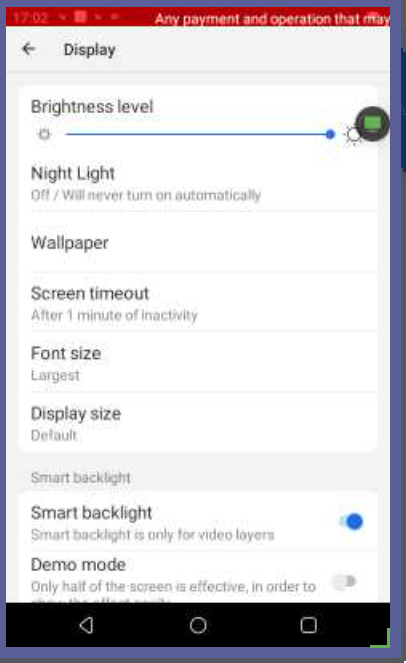 17:02
Any payment and operation that may
Display
Brightness level
Night Light
Off / Will never turn on automatically
Wallpaper
Screen timeout
After 1 minute of inactivity
Font size
Largest
Display size
Default
Smart backlight
Smart backlight
Smart backlight is only for video layers
Demo mode
Only half of the screen is effective, in order to